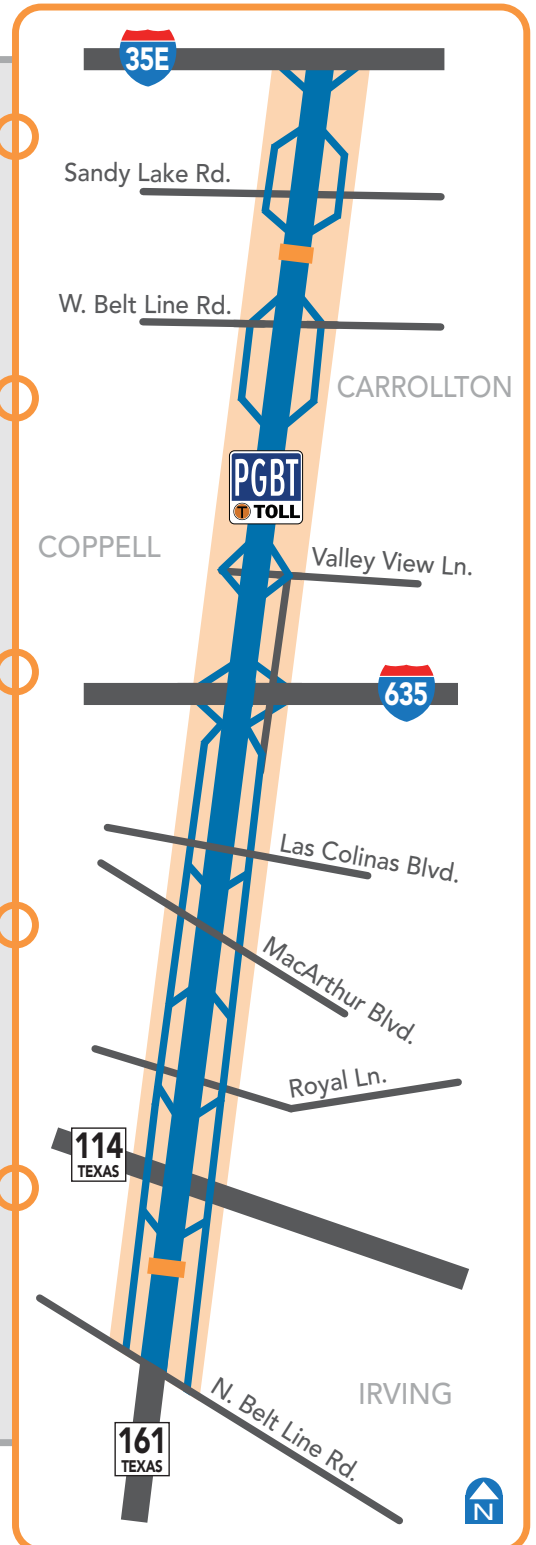 35E
Sandy Lake Rd.
W. Belt Line Rd.
CARROLLTON
PGBT
T TOLL
COPPELL
Valley View Ln.
635
Las Colinas Blvd.
MacArthur Blvd.
Royal Ln.
114
TEXAS
IRVING
N. Belt Line Rd.
161
TEXAS
N